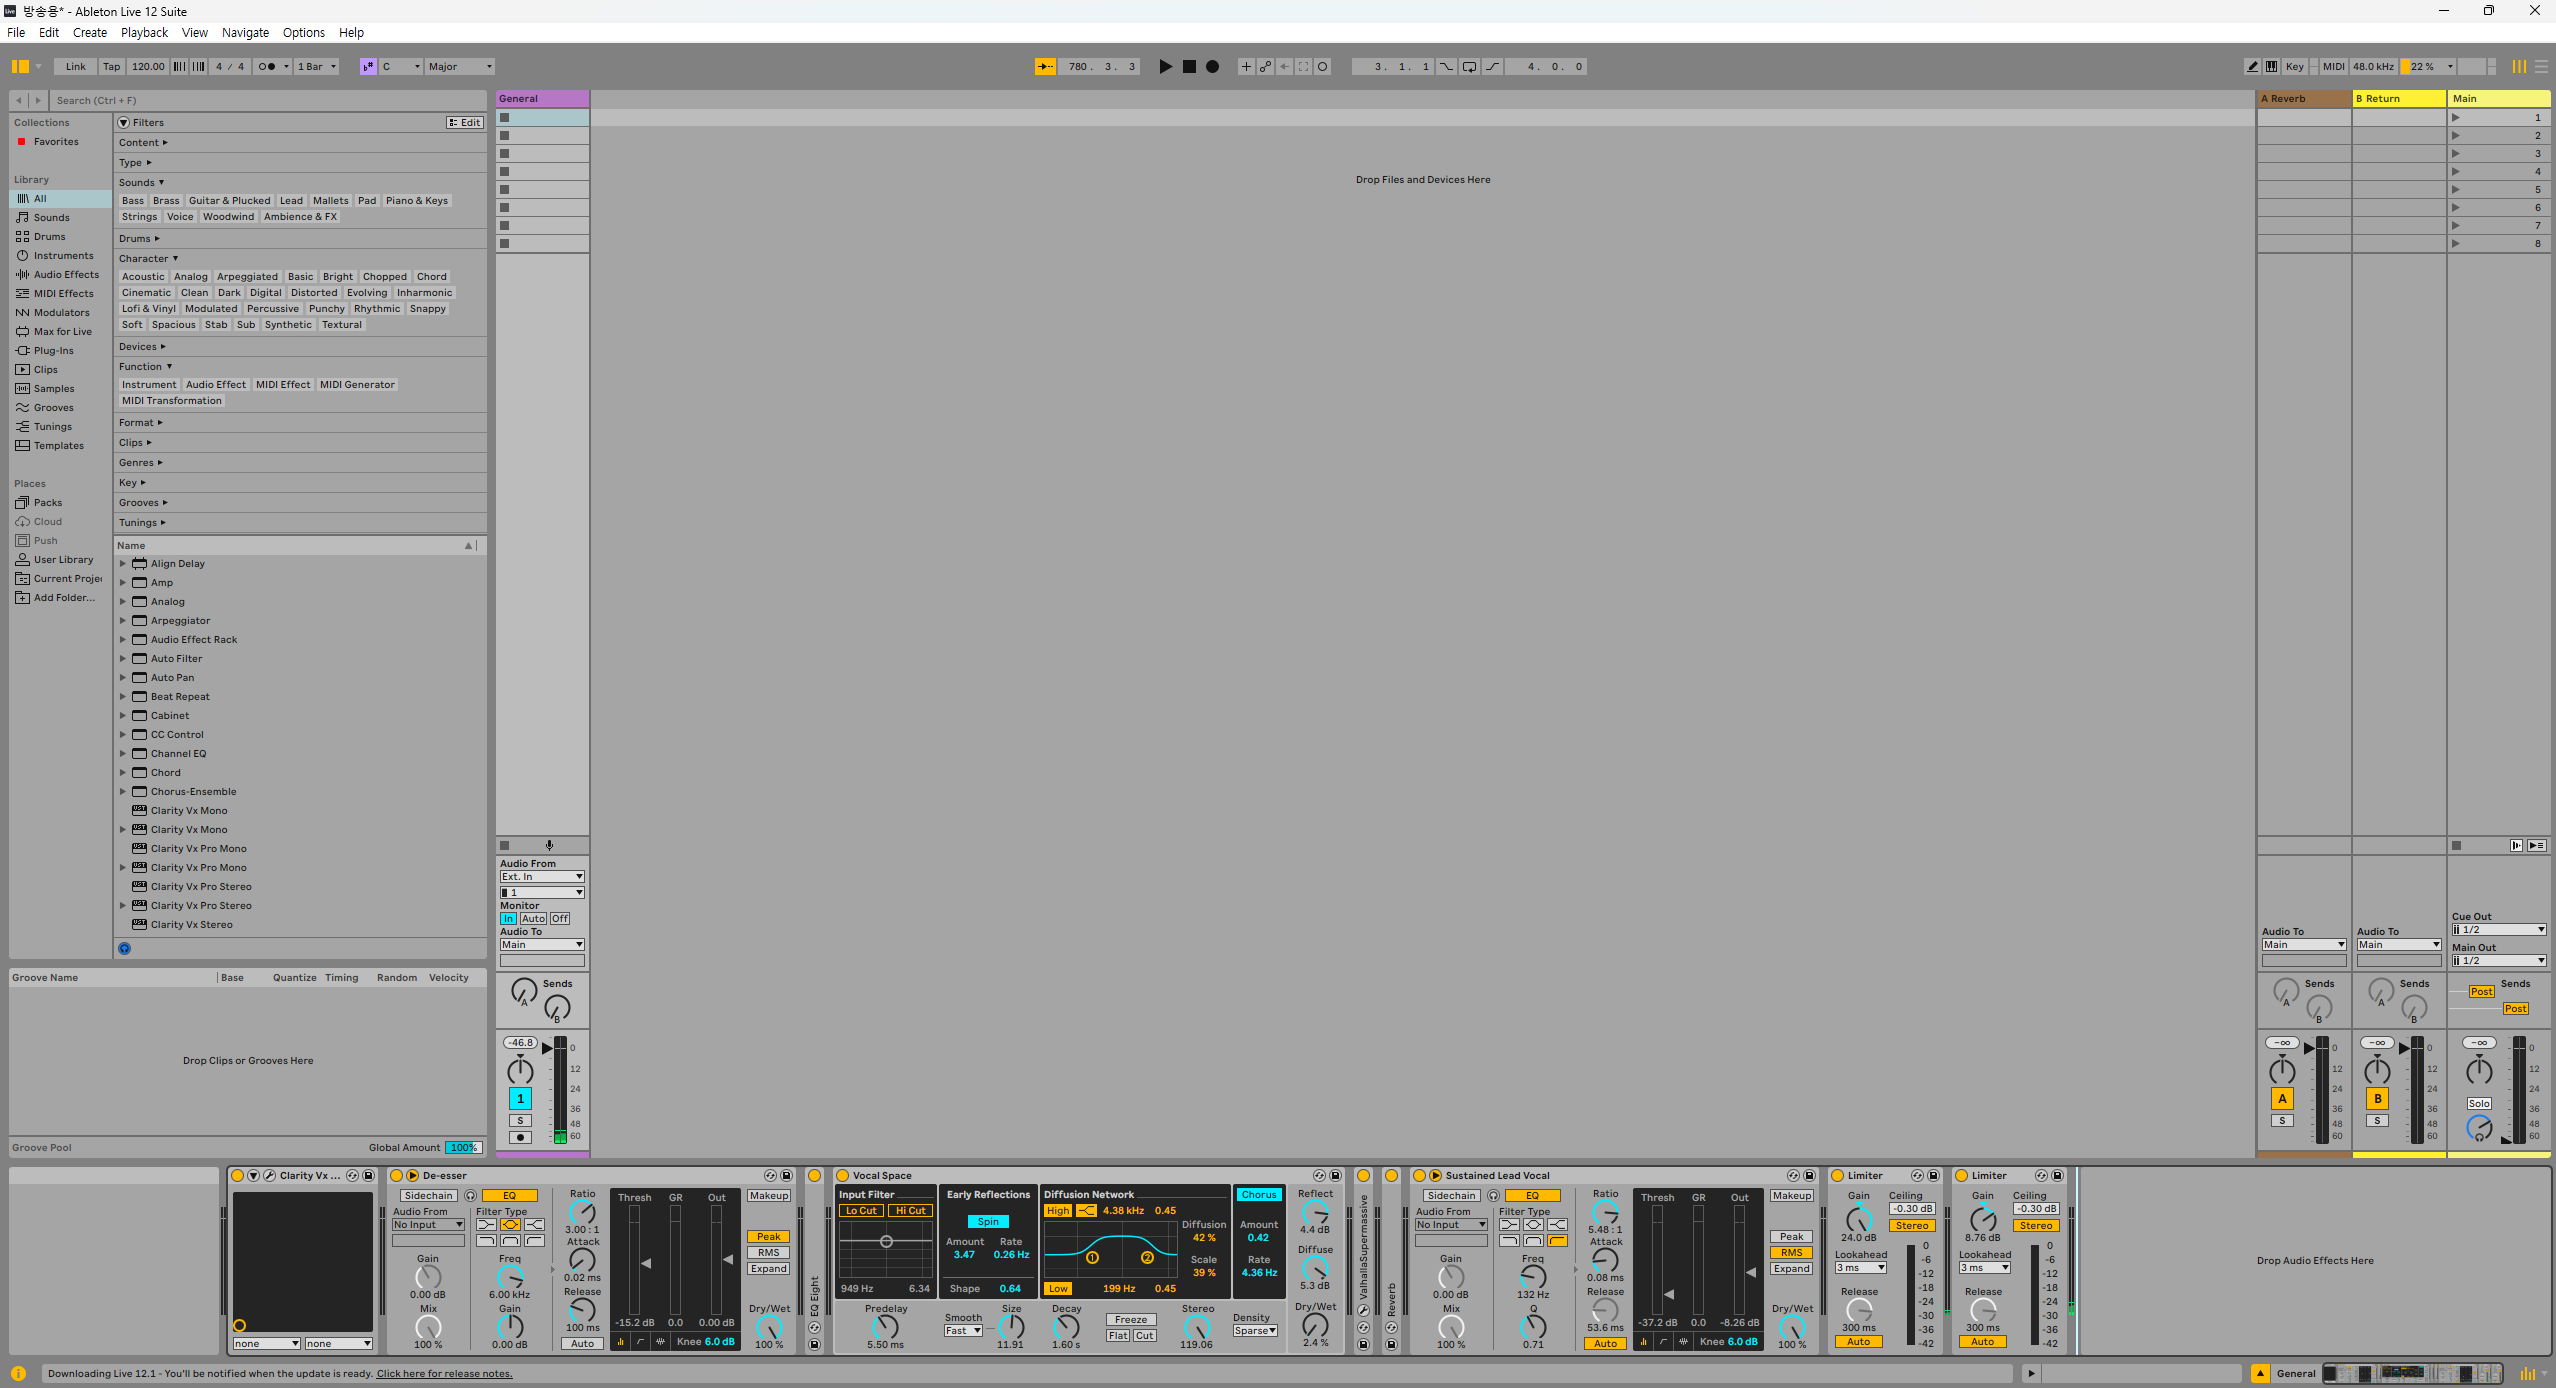 방송용* - Ableton Live 12 Suite
File Edit Create Playback View Navigate Options Help
Link Tap 120.00 4 / 4 1 Bar C Major 780. 3. 3 3. 1. 1 4. 0. 0 Key MIDI 48.0 kHz 22 %
Search (Ctrl + F)
Collections
Favorites
Library
All
Sounds
Drums
Instruments
Audio Effects
MIDI Effects
Modulators
Max for Live
Plug-Ins
Clips
Samples
Grooves
Tunings
Templates
Places
Packs
Cloud
Push
User Library
Current Projec
Add Folder...
Filters Edit
Content
Type
Sounds
Bass Brass Guitar & Plucked Lead Mallets Pad Piano & Keys
Strings Voice Woodwind Ambience & FX
Drums
Character
Acoustic Analog Arpeggiated Basic Bright Chopped Chord
Cinematic Clean Dark Digital Distorted Evolving Inharmonic
Lofi & Vinyl Modulated Percussive Punchy Rhythmic Snappy
Soft Spacious Stab Sub Synthetic Textural
Devices
Function
Instrument Audio Effect MIDI Effect MIDI Generator
MIDI Transformation
Format
Clips
Genres
Key
Grooves
Tunings
Name
Align Delay
Amp
Analog
Arpeggiator
Audio Effect Rack
Auto Filter
Auto Pan
Beat Repeat
Cabinet
CC Control
Channel EQ
Chord
Chorus-Ensemble
Clarity Vx Mono
Clarity Vx Mono
Clarity Vx Pro Mono
Clarity Vx Pro Mono
Clarity Vx Pro Stereo
Clarity Vx Pro Stereo
Clarity Vx Stereo
Groove Name Base Quantize Timing Random Velocity
Drop Clips or Grooves Here
Groove Pool Global Amount 100%
General
Drop Files and Devices Here
Audio From
Ext. In
1
Monitor
In Auto Off
Audio To
Main
Sends
A
B
-46.8
0
12
24
36
48
60
1
S
A Reverb B Return Main
1
2
3
4
5
6
7
8
Audio To
Main
Sends
A
B
-∞
0
12
24
36
48
60
A
S
Audio To
Main
Sends
A
B
-∞
0
12
24
36
48
60
B
S
Cue Out
1/2
Main Out
1/2
Sends
Post
Post
-∞
0
12
24
36
48
60
Solo
Clarity Vx ...
none none
De-esser
Sidechain EQ
Audio From Filter Type
No Input
Gain Freq
0.00 dB 6.00 kHz
Mix Gain
100 % 0.00 dB
Ratio
3.00 : 1
Attack
0.02 ms
Release
100 ms
Auto
Thresh GR Out
-15.2 dB 0.0 0.00 dB
Knee 6.0 dB
Makeup
Peak
RMS
Expand
Dry/Wet
100 %
EQ Eight
Vocal Space
Input Filter
Lo Cut Hi Cut
949 Hz 6.34
Early Reflections
Spin
Amount Rate
3.47 0.26 Hz
Shape 0.64
Diffusion Network
High 4.38 kHz 0.45
1 2
Low 199 Hz 0.45
Diffusion
42 %
Scale
39 %
Chorus
Amount
0.42
Rate
4.36 Hz
Reflect
4.4 dB
Diffuse
5.3 dB
Dry/Wet
2.4 %
Predelay
5.50 ms
Smooth
Fast
Size
11.91
Decay
1.60 s
Freeze
Flat Cut
Stereo
119.06
Density
Sparse
ValhallaSupermassive
Reverb
Sustained Lead Vocal
Sidechain EQ
Audio From Filter Type
No Input
Gain Freq
0.00 dB 132 Hz
Mix Q
100 % 0.71
Ratio
5.48 : 1
Attack
0.08 ms
Release
53.6 ms
Auto
Thresh GR Out
-37.2 dB 0.0 -8.26 dB
Knee 6.0 dB
Makeup
Peak
RMS
Expand
Dry/Wet
100 %
Limiter
Gain Ceiling
-0.30 dB
24.0 dB Stereo
Lookahead
3 ms
Release
300 ms
Auto
0
-6
-12
-18
-24
-30
-36
-42
Limiter
Gain Ceiling
-0.30 dB
8.76 dB Stereo
Lookahead
3 ms
Release
300 ms
Auto
0
-6
-12
-18
-24
-30
-36
-42
Drop Audio Effects Here
Downloading Live 12.1 - You'll be notified when the update is ready. Click here for release notes.
General